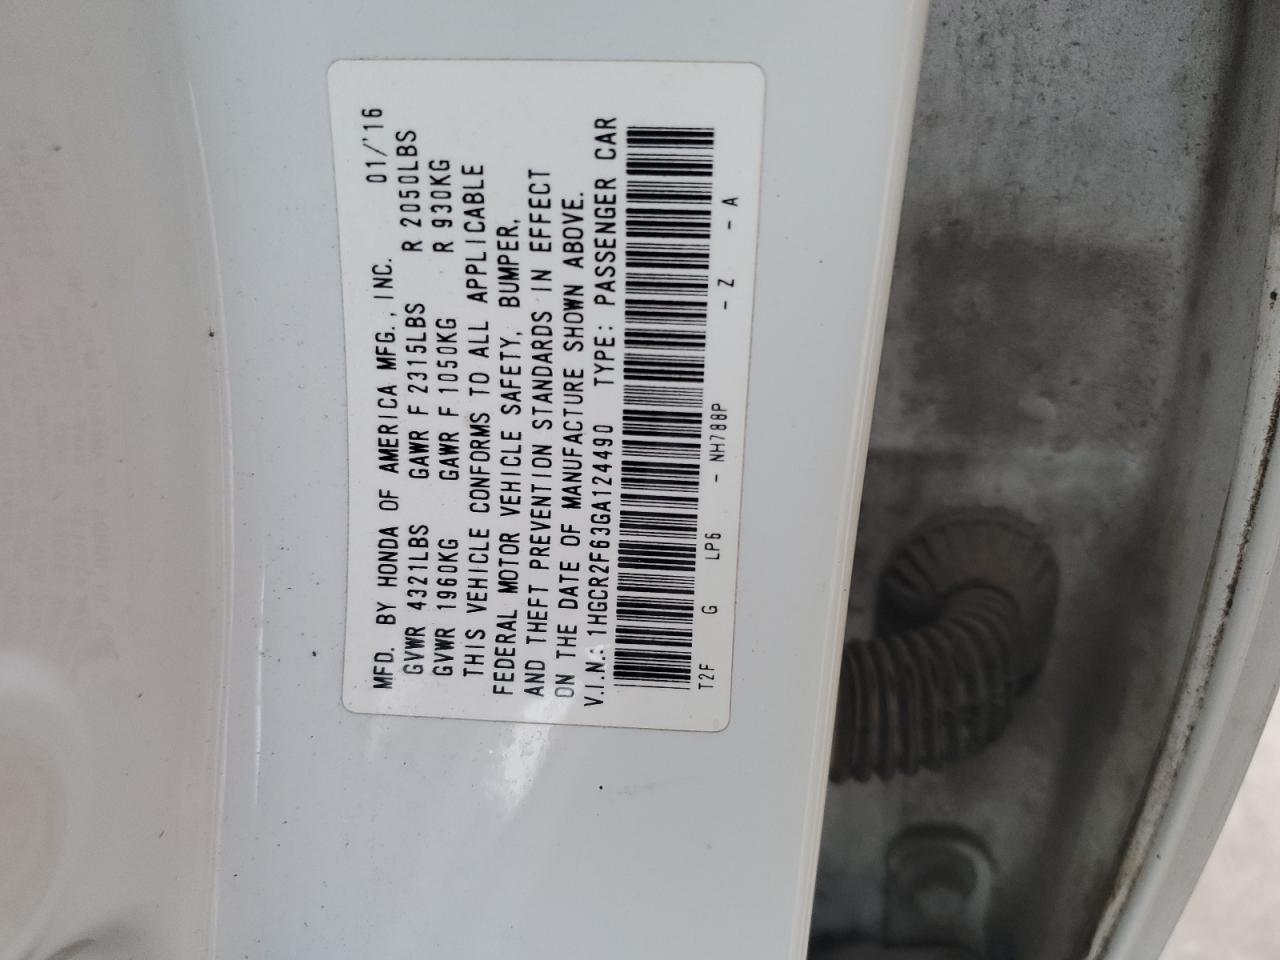 MFD. BY HONDA OF AMERICA MFG., INC. 01/'16
GVWR 4321LBS GAWR F 2315LBS R 2050LBS
GVWR 1960KG GAWR F 1050KG R 930KG
THIS VEHICLE CONFORMS TO ALL APPLICABLE
FEDERAL MOTOR VEHICLE SAFETY, BUMPER,
AND THEFT PREVENTION STANDARDS IN EFFECT
ON THE DATE OF MANUFACTURE SHOWN ABOVE.
V.I.N.: 1HGCR2F63GA124490 TYPE: PASSENGER CAR
T2F G LP6 - NH788P - Z - A